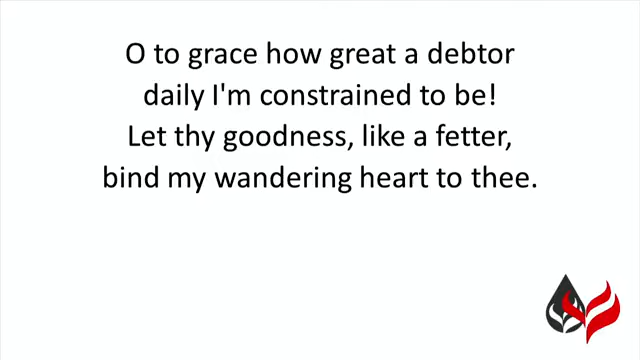 O to grace how great a debtor
daily I'm constrained to be!
Let thy goodness, like a fetter,
bind my wandering heart to thee.